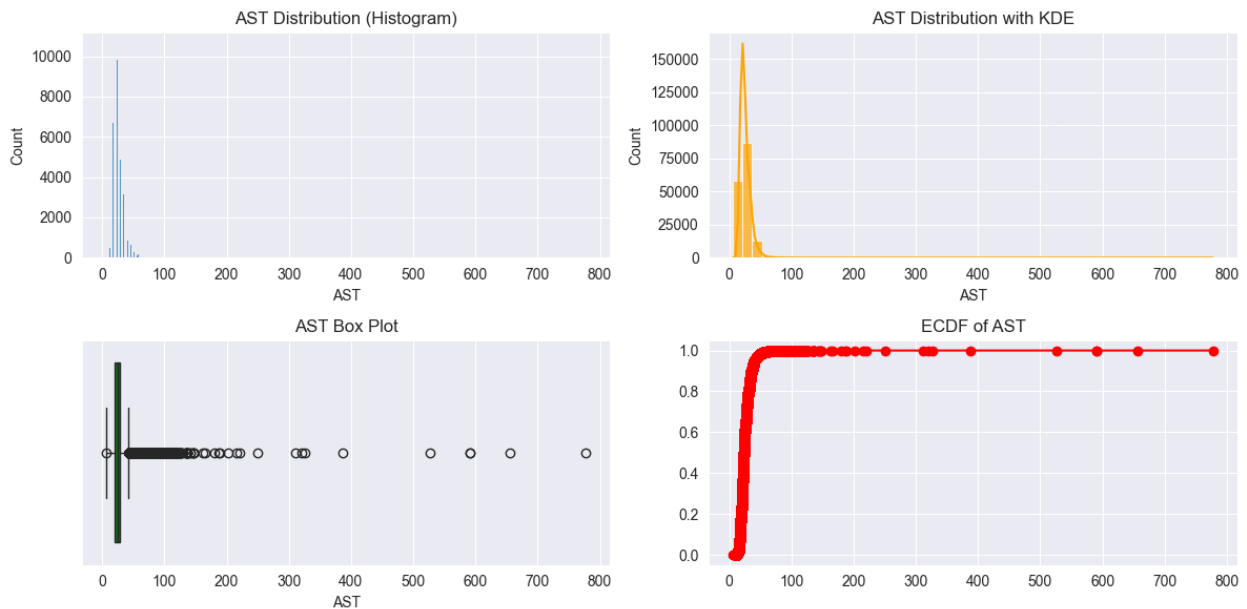 AST Distribution (Histogram)
10000
8000
6000
4000
2000
0
Count
0 100 200 300 400 500 600 700 800
AST
AST Distribution with KDE
150000
125000
100000
75000
50000
25000
0
Count
0 100 200 300 400 500 600 700 800
AST
AST Box Plot
0 100 200 300 400 500 600 700 800
AST
ECDF of AST
1.0
0.8
0.6
0.4
0.2
0.0
0 100 200 300 400 500 600 700 800